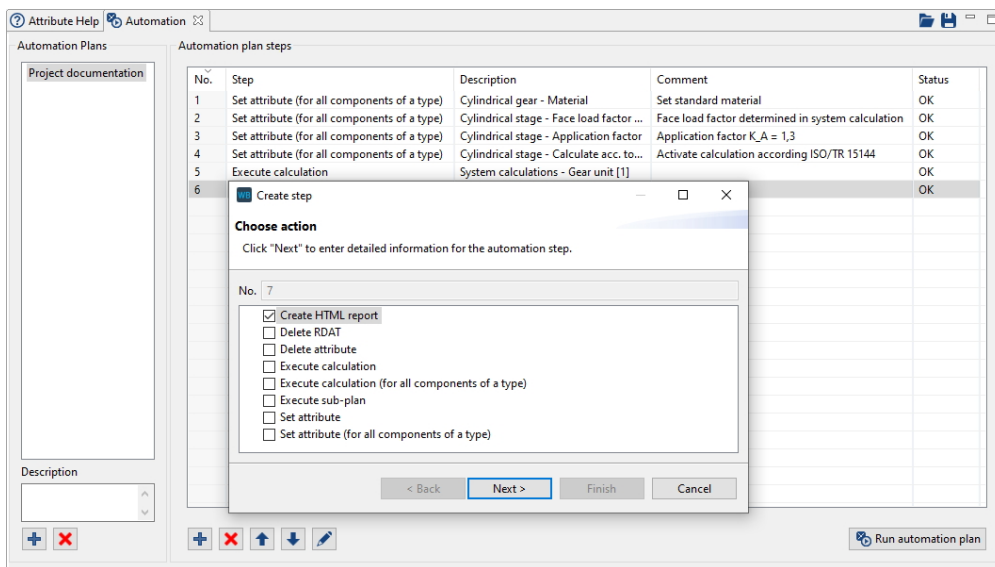 Attribute Help Automation
Automation Plans
Automation plan steps
Project documentation
No. Step Description Comment Status
1 Set attribute (for all components of a type) Cylindrical gear - Material Set standard material OK
2 Set attribute (for all components of a type) Cylindrical stage - Face load factor ... Face load factor determined in system calculation OK
3 Set attribute (for all components of a type) Cylindrical stage - Application factor Application factor K_A = 1,3 OK
4 Set attribute (for all components of a type) Cylindrical stage - Calculate acc. to... Activate calculation according ISO/TR 15144 OK
5 Execute calculation System calculations - Gear unit [1] OK
6 OK
WB Create step
Choose action
Click "Next" to enter detailed information for the automation step.
No. 7
Create HTML report
Delete RDAT
Delete attribute
Execute calculation
Execute calculation (for all components of a type)
Execute sub-plan
Set attribute
Set attribute (for all components of a type)
Description
< Back Next > Finish Cancel
Run automation plan